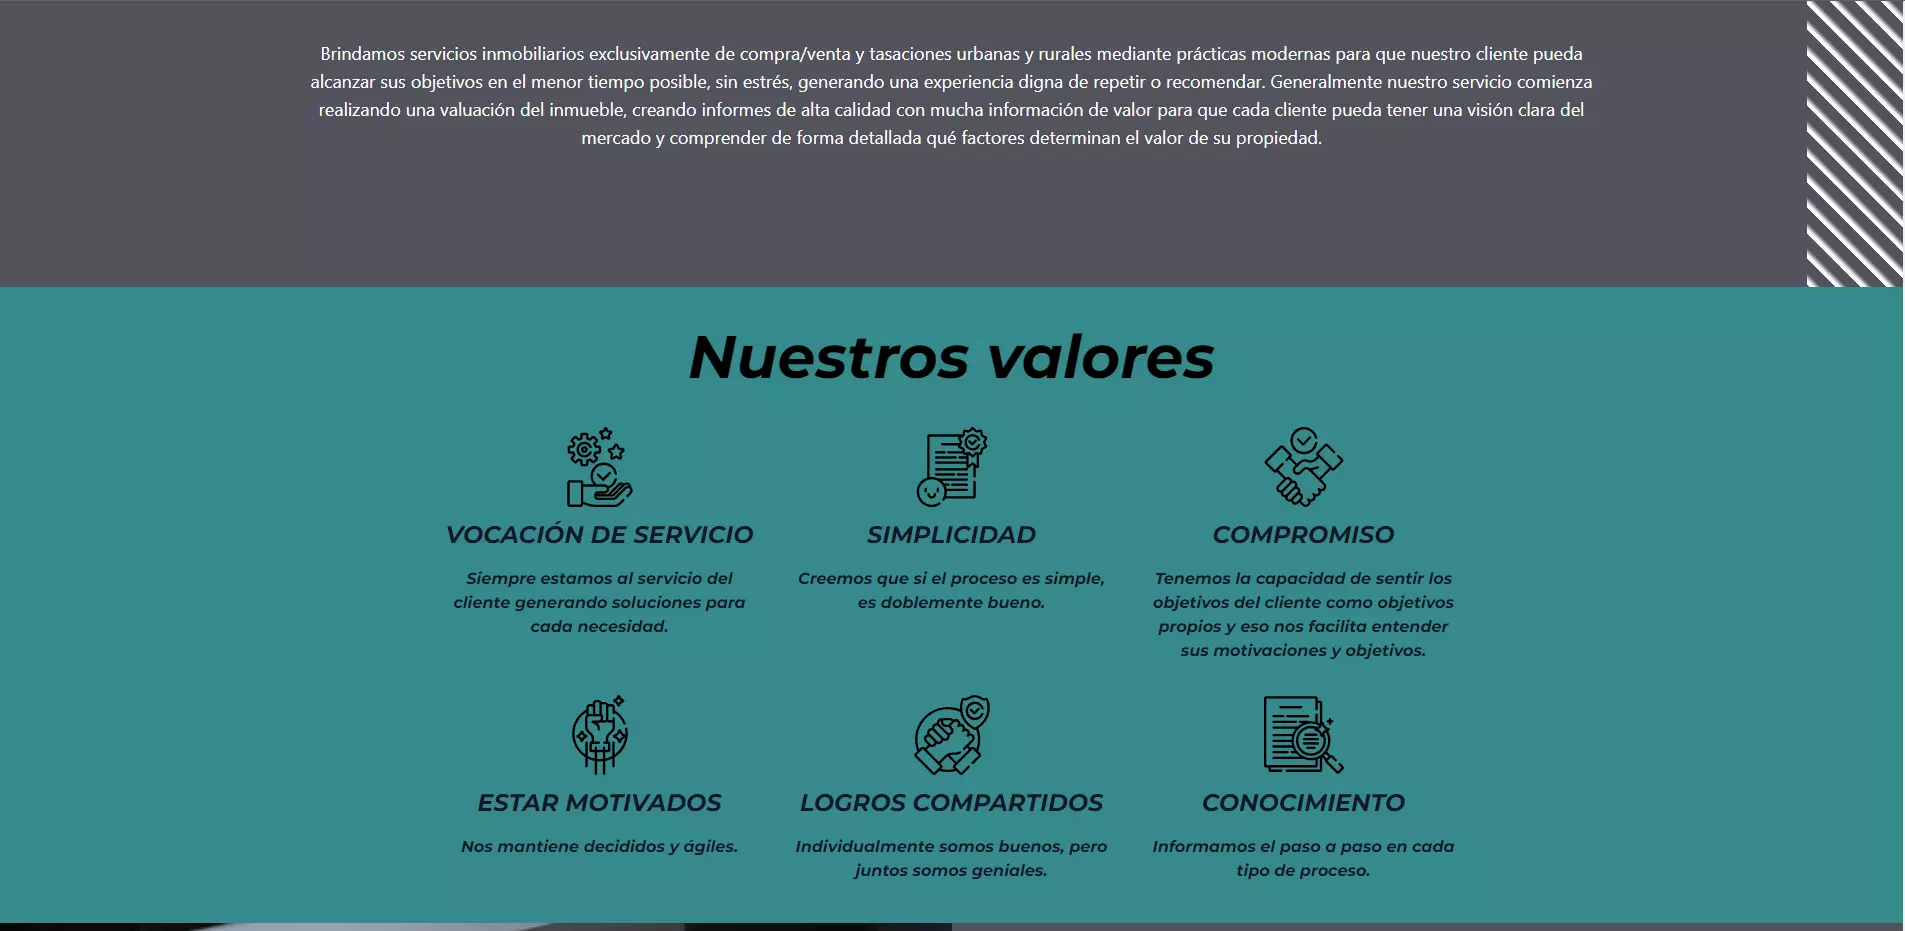 Brindamos servicios inmobiliarios exclusivamente de compra/venta y tasaciones urbanas y rurales mediante prácticas modernas para que nuestro cliente pueda
alcanzar sus objetivos en el menor tiempo posible, sin estrés, generando una experiencia digna de repetir o recomendar. Generalmente nuestro servicio comienza
realizando una valuación del inmueble, creando informes de alta calidad con mucha información de valor para que cada cliente pueda tener una visión clara del
mercado y comprender de forma detallada qué factores determinan el valor de su propiedad.
Nuestros valores
VOCACIÓN DE SERVICIO
Siempre estamos al servicio del
cliente generando soluciones para
cada necesidad.
SIMPLICIDAD
Creemos que si el proceso es simple,
es doblemente bueno.
COMPROMISO
Tenemos la capacidad de sentir los
objetivos del cliente como objetivos
propios y eso nos facilita entender
sus motivaciones y objetivos.
ESTAR MOTIVADOS
Nos mantiene decididos y ágiles.
LOGROS COMPARTIDOS
Individualmente somos buenos, pero
juntos somos geniales.
CONOCIMIENTO
Informamos el paso a paso en cada
tipo de proceso.